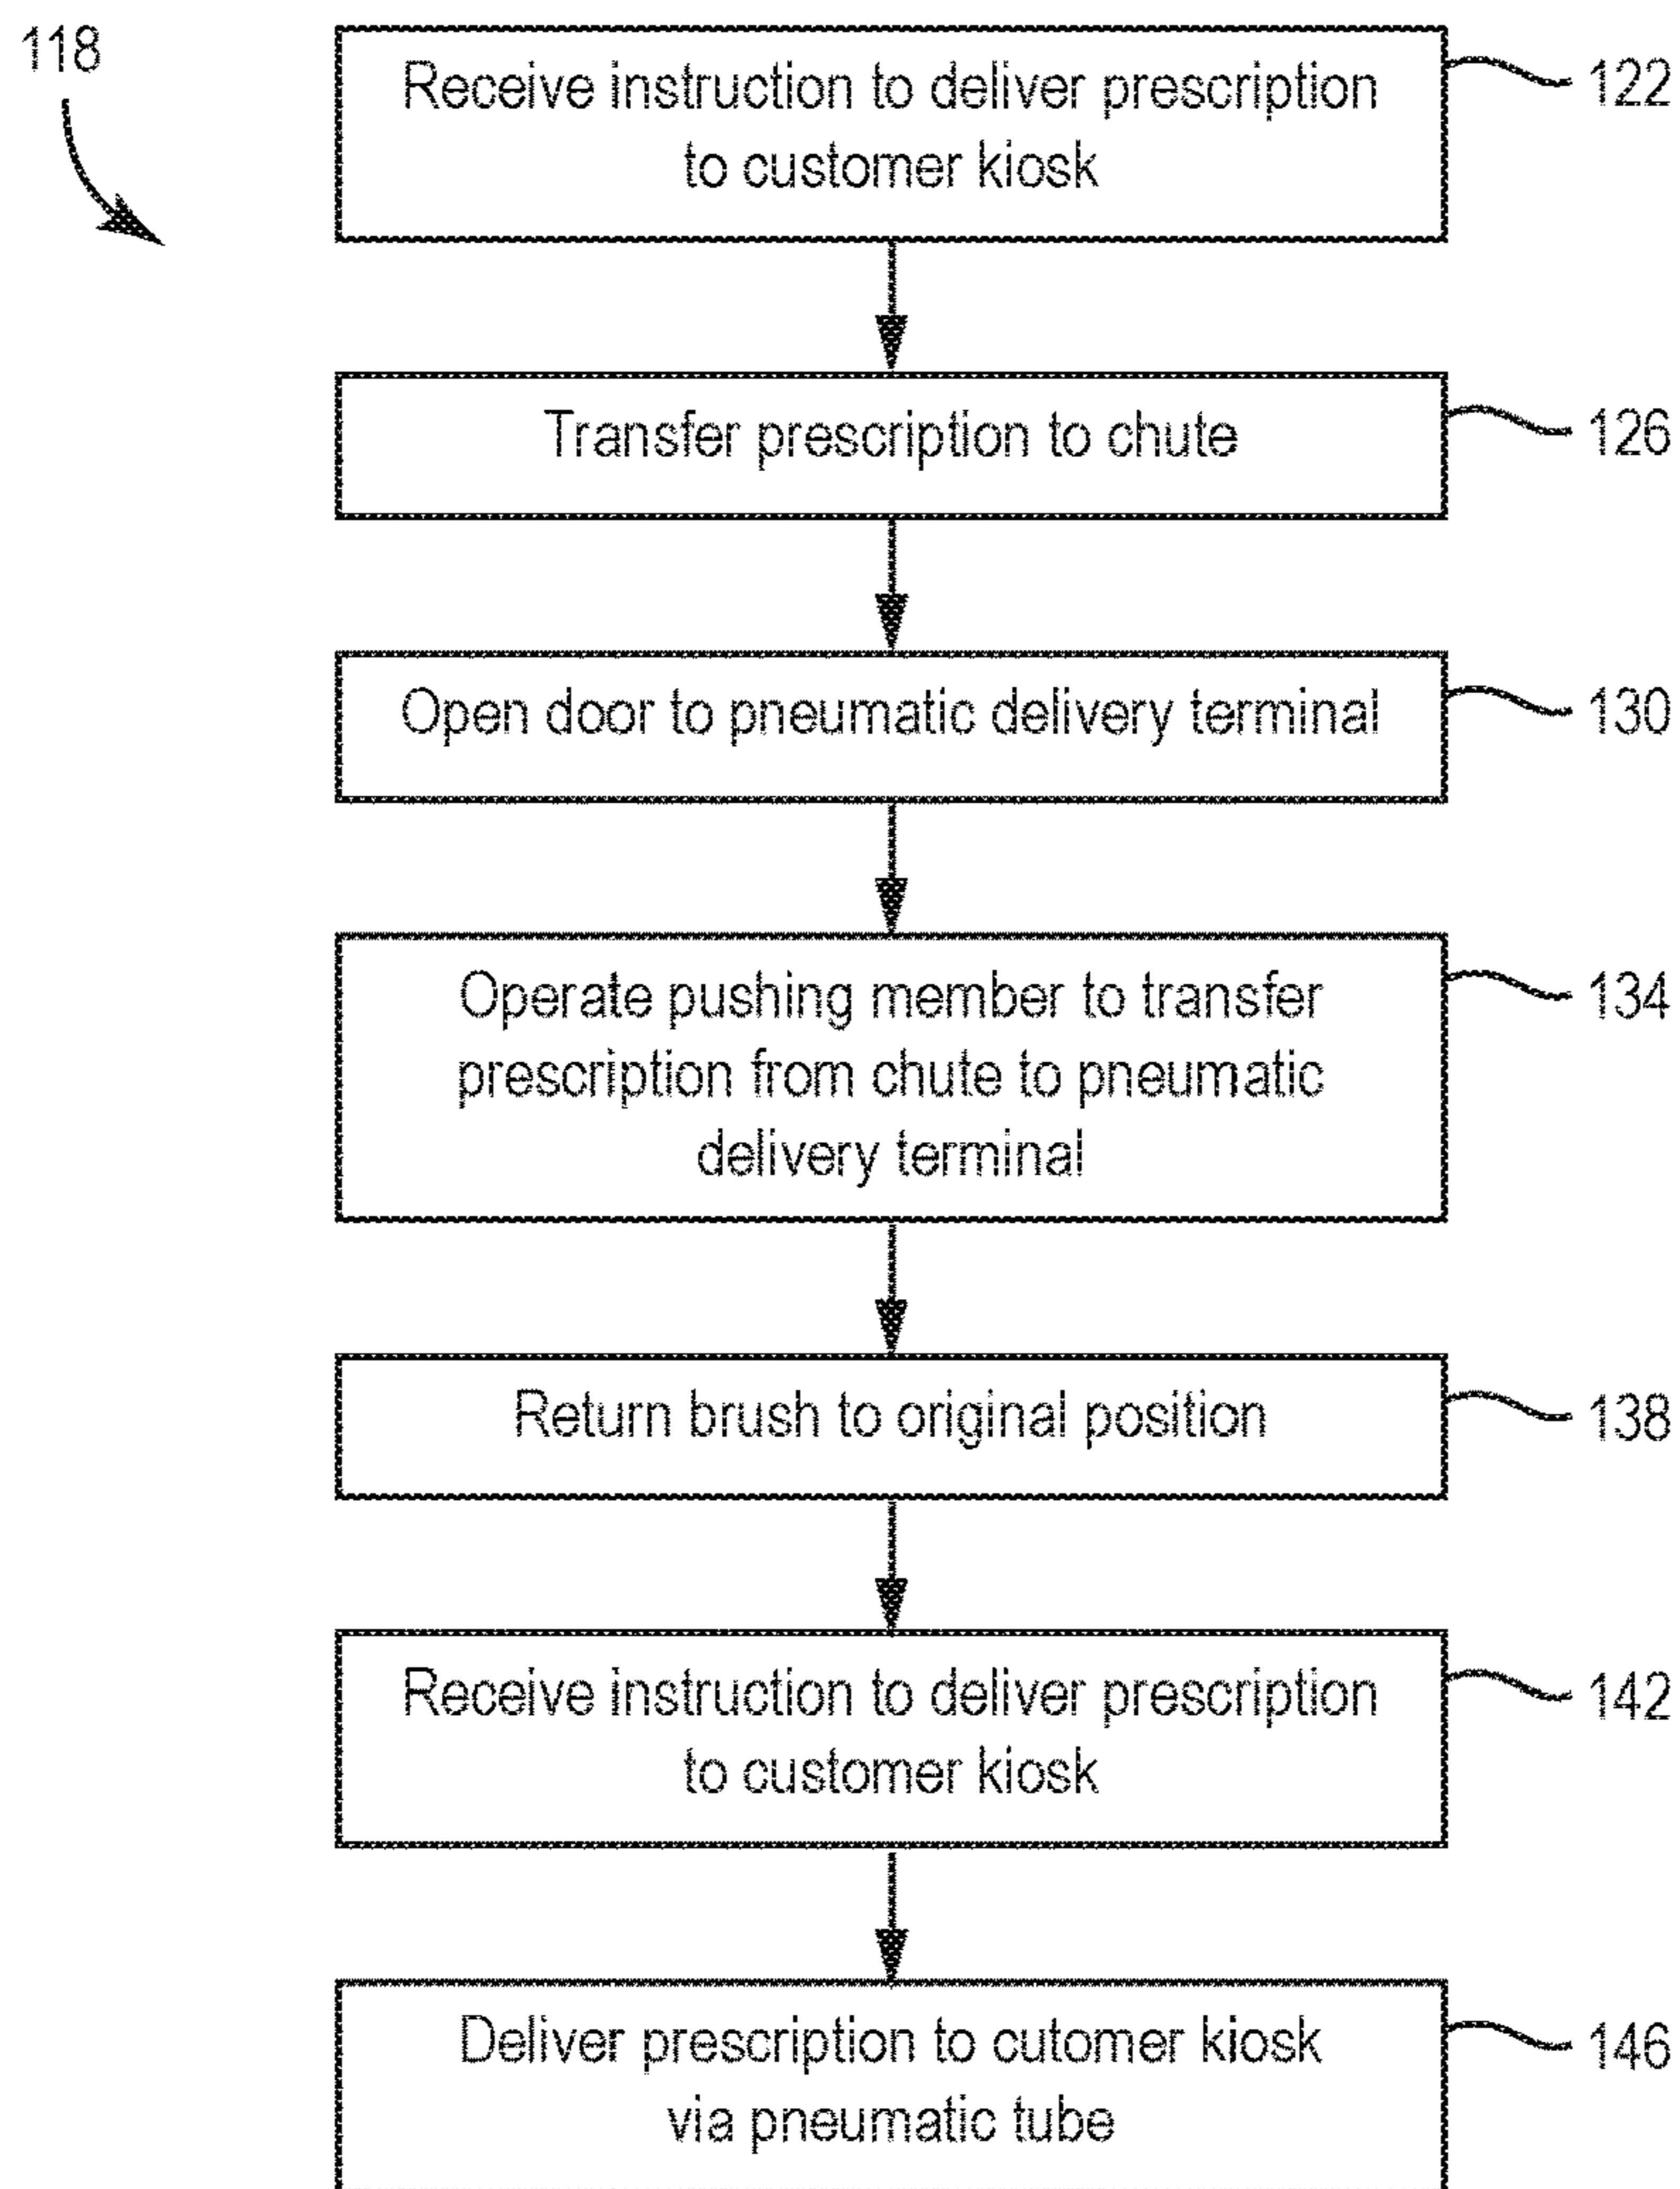 118
Receive instruction to deliver prescription
to customer kiosk
122
Transfer prescription to chute
126
Open door to pneumatic delivery terminal
130
Operate pushing member to transfer
prescription from chute to pneumatic
delivery terminal
134
Return brush to original position
138
Receive instruction to deliver prescription
to customer kiosk
142
Deliver prescription to cutomer kiosk
via pneumatic tube
146